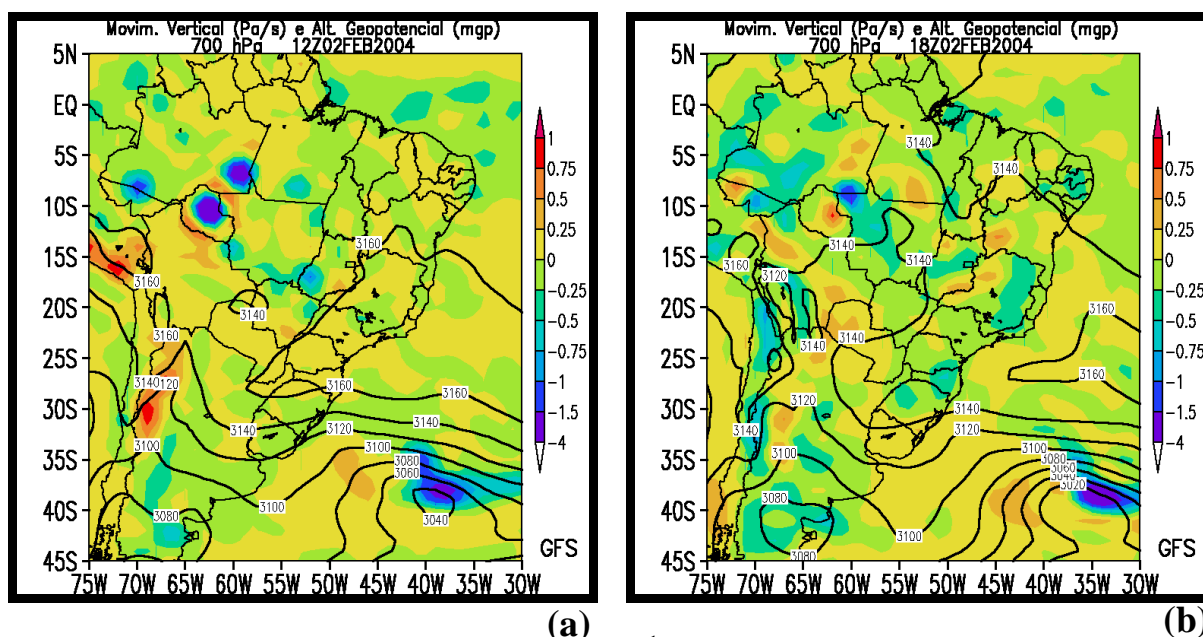 Movim. Vertical (Pa/s) e Alt. Geopotencial (mgp)
700 hPa 12Z02FEB2004
5N
EQ
5S
10S
15S
20S
25S
30S
35S
40S
45S
75W 70W 65W 60W 55W 50W 45W 40W 35W 30W
3160
3160
3160
3140
3140
120
3160
3160
3140
3140
3120
3100
3100
3080
3060
3100
3080
3040
1
0.75
0.5
0.25
0
-0.25
-0.5
-0.75
-1
-1.5
-4
GFS
(a)
Movim. Vertical (Pa/s) e Alt. Geopotencial (mgp)
700 hPa 18Z02FEB2004
5N
EQ
5S
10S
15S
20S
25S
30S
35S
40S
45S
75W 70W 65W 60W 55W 50W 45W 40W 35W 30W
3140
3140
3140
3160
3120
3140
3160
3140
3140
3160
3120
3140
3140
3120
3100
3100
3080
3060
3040
3020
3080
3100
3080
1
0.75
0.5
0.25
0
-0.25
-0.5
-0.75
-1
-1.5
-4
GFS
(b)